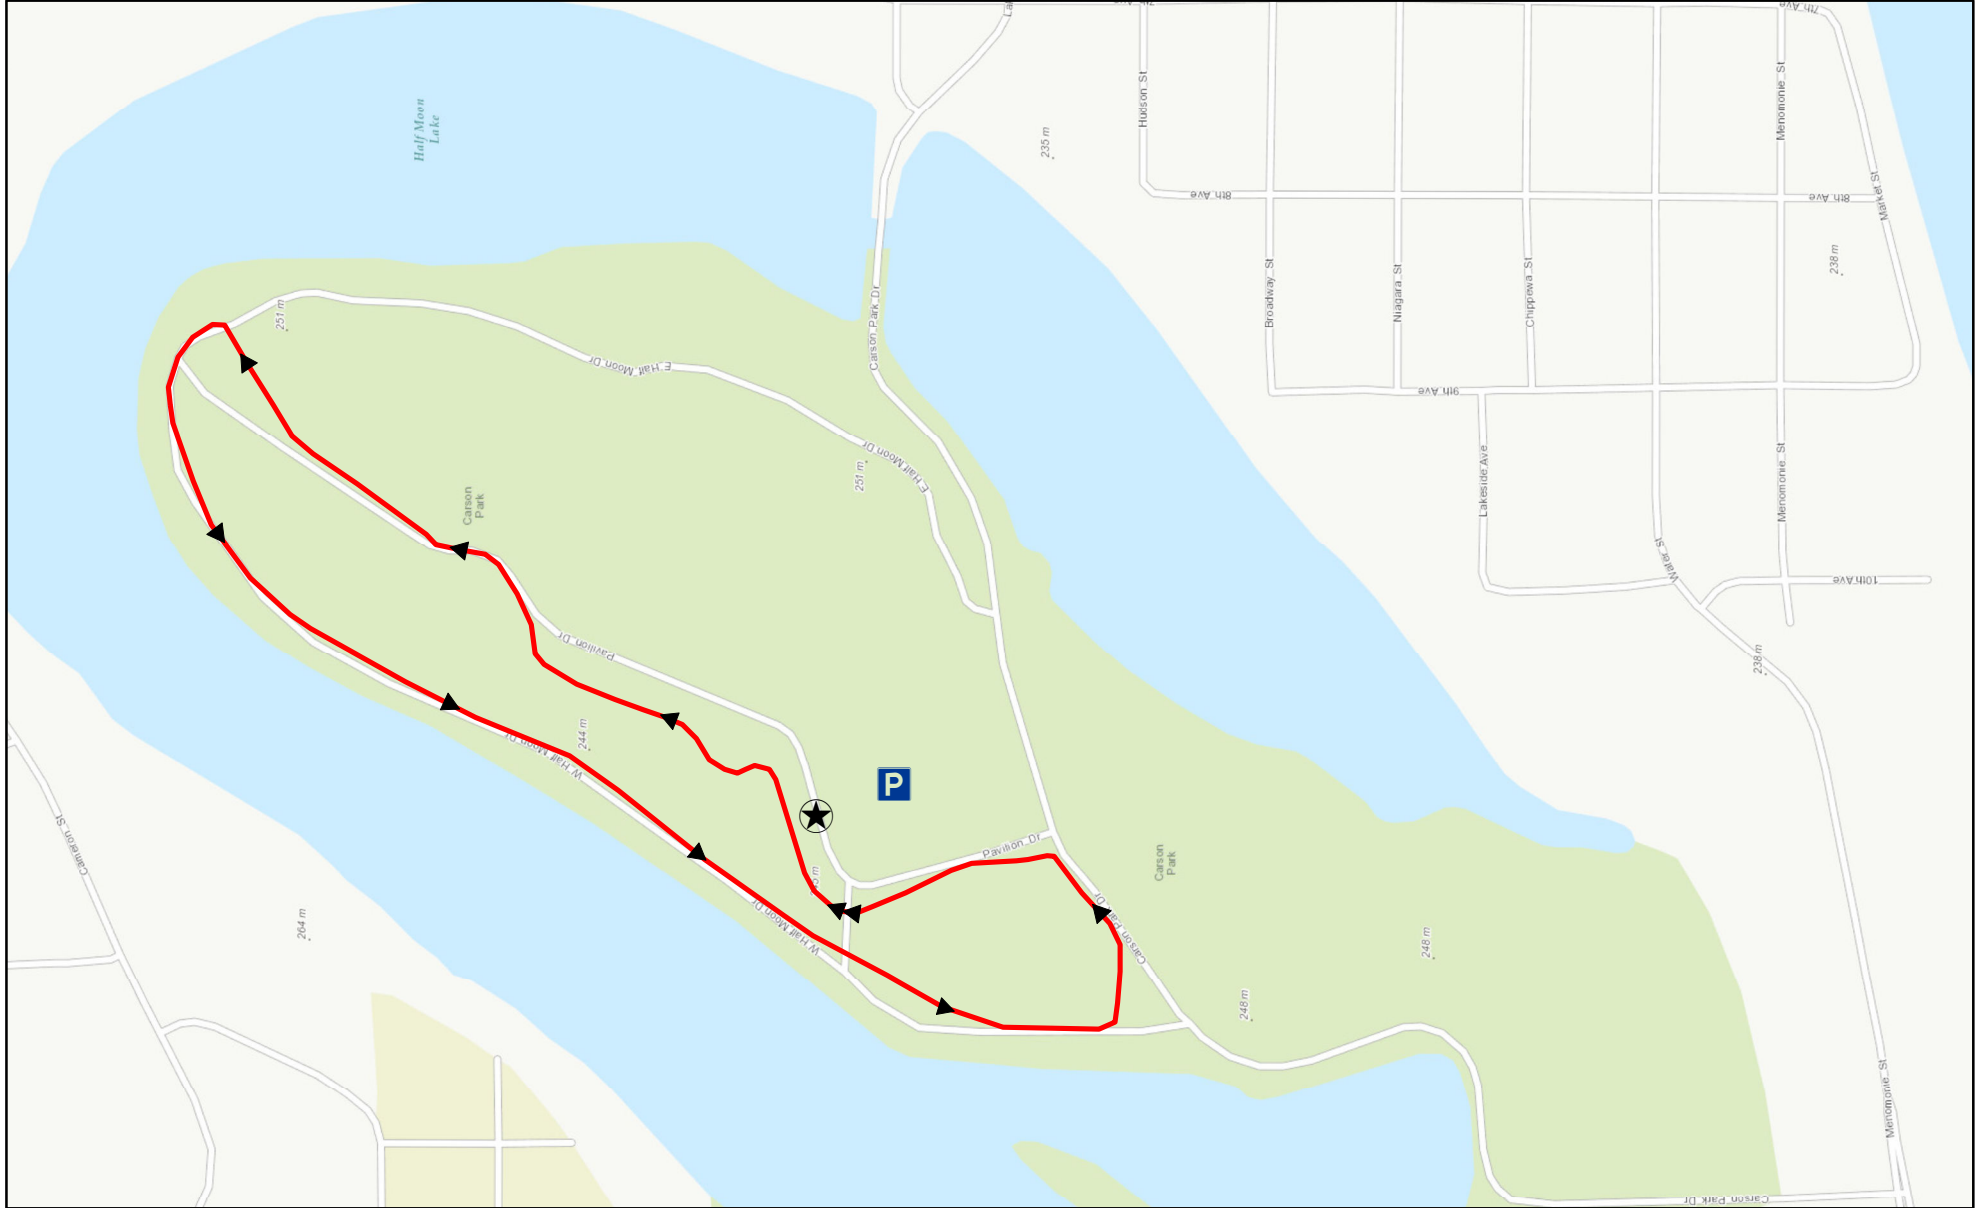 7th Ave
Half Moon
Lake
Hudson St
235 m
Menomonie St
8th Ave
8th Ave
Market St
238 m
Broadway St
Niagara St
Chippewa St
Carson Park Dr
251 m
E Half Moon Dr
9th Ave
E Half Moon Dr
251 m
Lakeside Ave
Menomonie St
Carson
Park
Water St
10th Ave
Pavilion Dr
238 m
244 m
W Half Moon Dr
P
Cameron St
Pavilion Dr
Carson
Park
264 m
W Half Moon Dr
Carson Park Dr
248 m
248 m
Menomonie St
Carson Park Dr